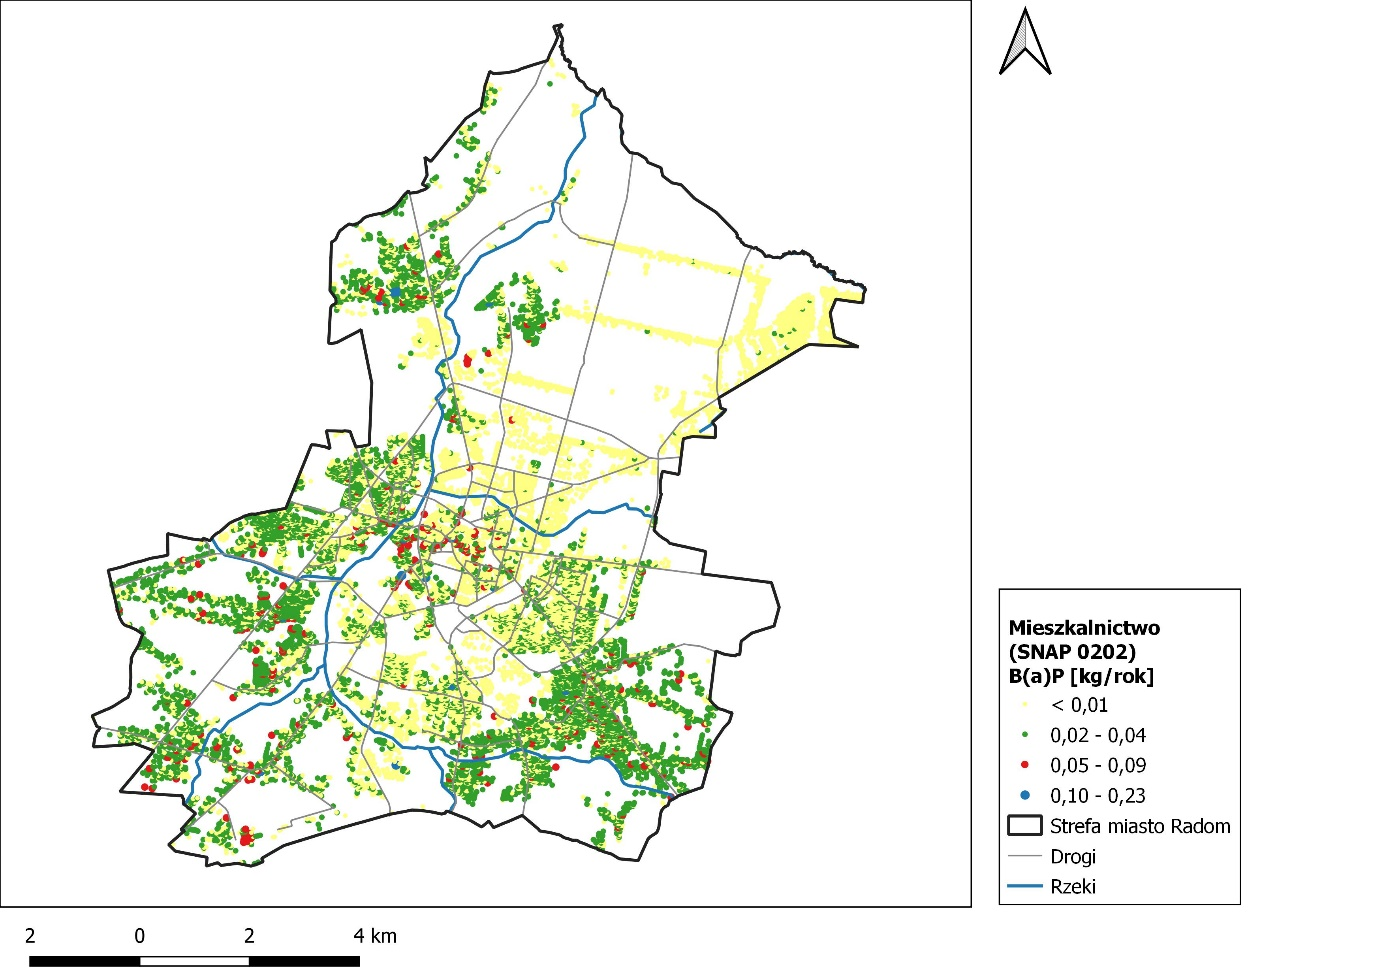 Mieszkalnictwo
(SNAP 0202)
B(a)P [kg/rok]
< 0,01
0,02 - 0,04
0,05 - 0,09
0,10 - 0,23
Strefa miasto Radom
Drogi
Rzeki
2 0 2 4 km